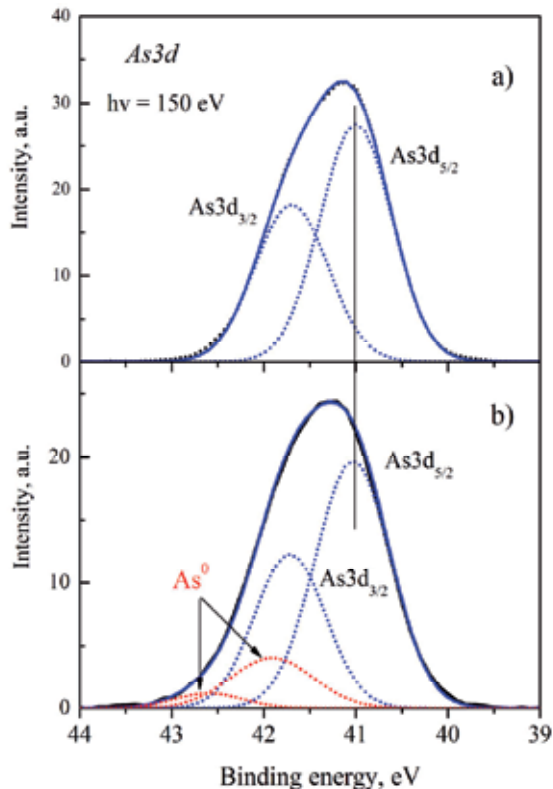 As3d
hν = 150 eV
a)
As3d5/2
As3d3/2
Intensity, a.u.
40
30
20
10
0
b)
As3d5/2
As3d3/2
As0
Intensity, a.u.
20
10
0
44 43 42 41 40 39
Binding energy, eV